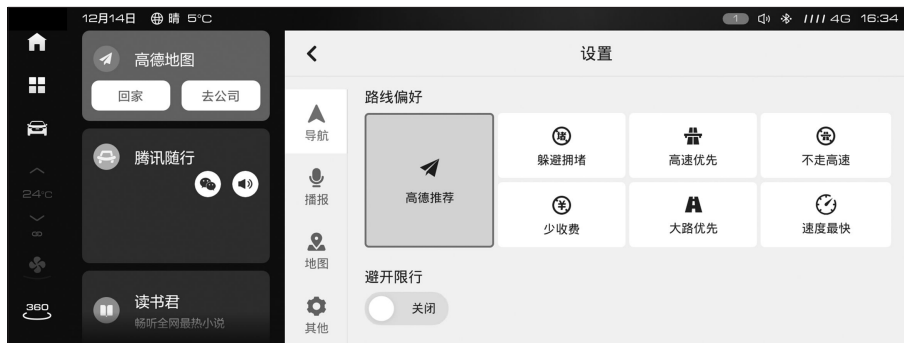 12月14日 晴 5°C
1 4G 16:34
高德地图
回家 去公司
腾讯随行
24°C
360
读书君
畅听全网最热小说
设置
导航
播报
地图
其他
路线偏好
高德推荐
堵
躲避拥堵
高速优先
不走高速
¥
少收费
大路优先
速度最快
避开限行
关闭